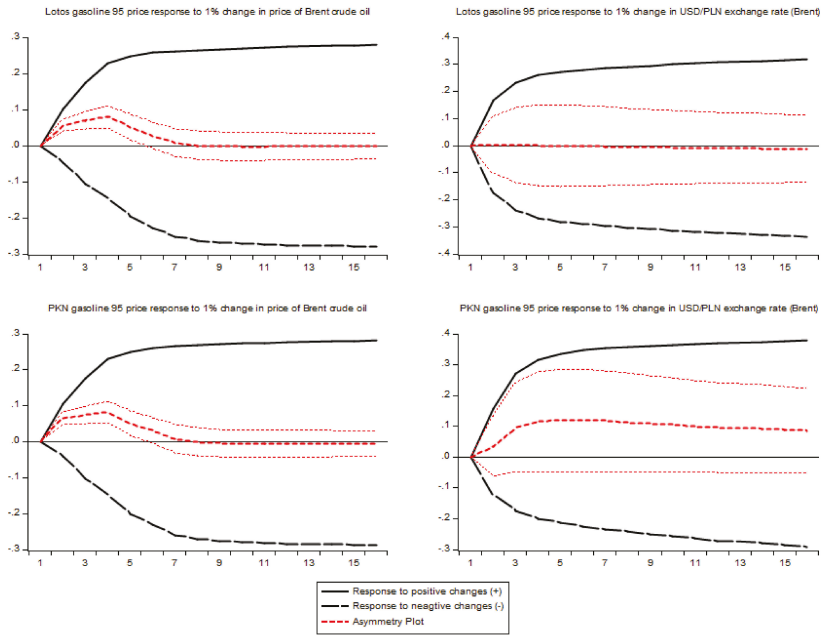 Lotos gasoline 95 price response to 1% change in price of Brent crude oil
.3
.2
.1
.0
-.1
-.2
-.3
1 3 5 7 9 11 13 15
Lotos gasoline 95 price response to 1% change in USD/PLN exchange rate (Brent)
.4
.3
.2
.1
.0
-.1
-.2
-.3
-.4
1 3 5 7 9 11 13 15
PKN gasoline 95 price response to 1% change in price of Brent crude oil
.3
.2
.1
.0
-.1
-.2
-.3
1 3 5 7 9 11 13 15
PKN gasoline 95 price response to 1% change in USD/PLN exchange rate (Brent)
.4
.3
.2
.1
.0
-.1
-.2
-.3
1 3 5 7 9 11 13 15
Response to positive changes (+)
Response to neagtive changes (-)
Asymmetry Plot